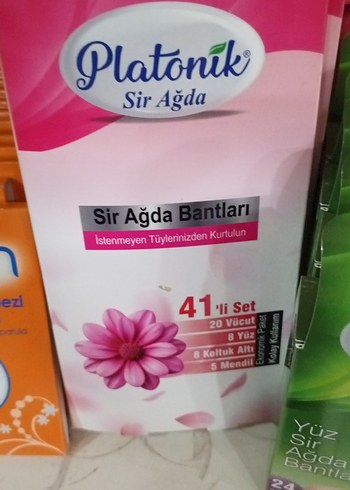 Platonik®
Sir Ağda
Sir Ağda Bantları
İstenmeyen Tüylerinizden Kurtulun
41'li Set
20 Vücut
8 Yüz
8 Koltuk Altı
5 Mendil
Ekonomik Paket
Kolay Kullanım
Yüz
Sir
Ağda
24